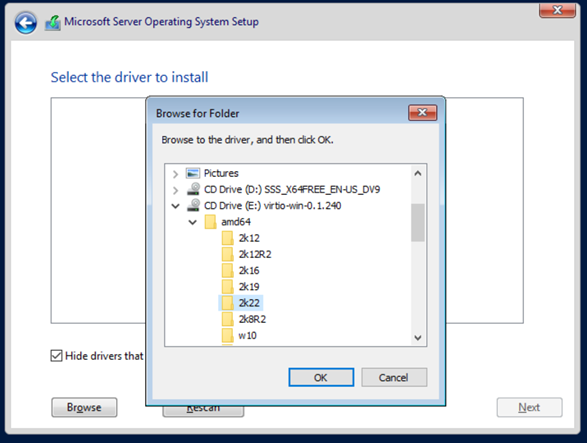 Microsoft Server Operating System Setup
Select the driver to install
Browse for Folder
Browse to the driver, and then click OK.
Pictures
CD Drive (D:) SSS_X64FREE_EN-US_DV9
CD Drive (E:) virtio-win-0.1.240
amd64
2k12
2k12R2
2k16
2k19
2k22
2k8R2
w10
Hide drivers that
OK
Cancel
Browse
Rescan
Next